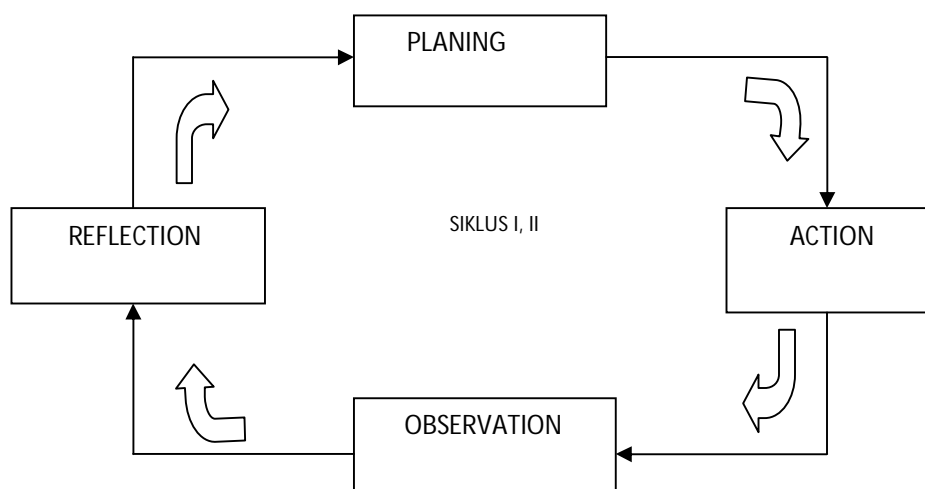 PLANING
REFLECTION
SIKLUS I, II
ACTION
OBSERVATION